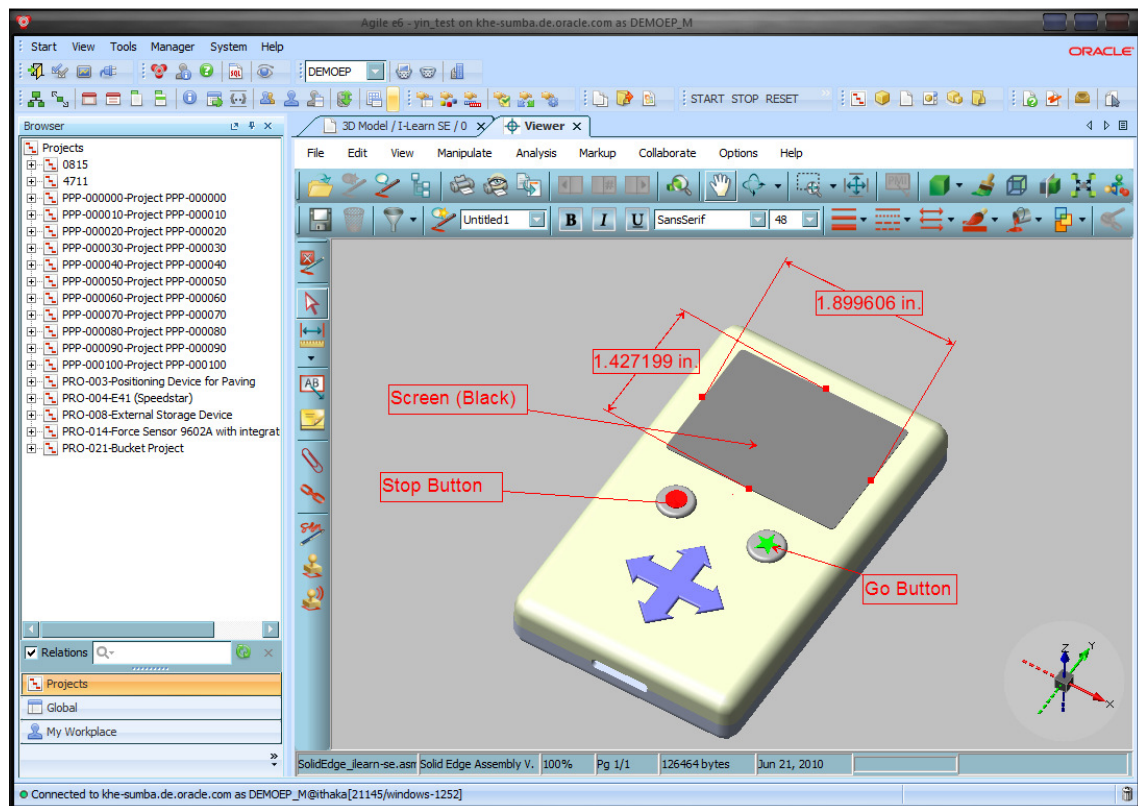 Agile e6 - yin_test on khe-sumba.de.oracle.com as DEMOEP_M
Start View Tools Manager System Help
ORACLE
SQL
DEMOEP
START STOP RESET
Browser
3D Model / I-Learn SE / 0
Viewer
Projects
0815
4711
PPP-000000-Project PPP-000000
PPP-000010-Project PPP-000010
PPP-000020-Project PPP-000020
PPP-000030-Project PPP-000030
PPP-000040-Project PPP-000040
PPP-000050-Project PPP-000050
PPP-000060-Project PPP-000060
PPP-000070-Project PPP-000070
PPP-000080-Project PPP-000080
PPP-000090-Project PPP-000090
PPP-000100-Project PPP-000100
PRO-003-Positioning Device for Paving
PRO-004-E41 (Speedstar)
PRO-008-External Storage Device
PRO-014-Force Sensor 9602A with integrat
PRO-021-Bucket Project
Relations
Projects
Global
My Workplace
File Edit View Manipulate Analysis Markup Collaborate Options Help
Untitled1 B I U SansSerif 48
AB
1.899606 in.
1.427199 in.
Screen (Black)
Stop Button
Go Button
Z
Y
X
SolidEdge_ilearn-se.asm Solid Edge Assembly V. 100% Pg 1/1 126464 bytes Jun 21, 2010
Connected to khe-sumba.de.oracle.com as DEMOEP_M@ithaka[21145/windows-1252]